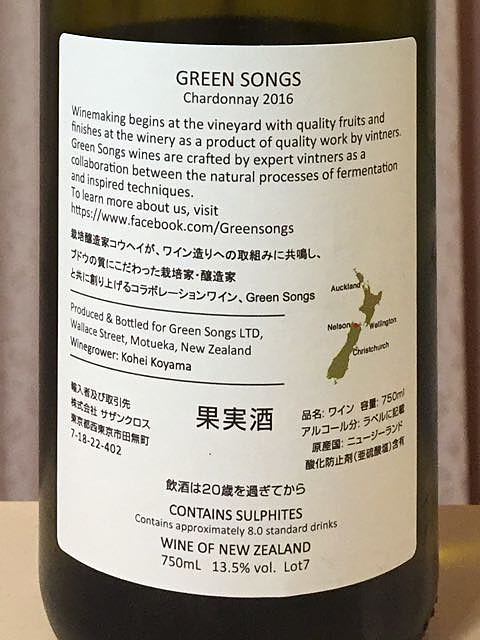 GREEN SONGS
Chardonnay 2016
Winemaking begins at the vineyard with quality fruits and
finishes at the winery as a product of quality work by vintners.
Green Songs wines are crafted by expert vintners as a
collaboration between the natural processes of fermentation
and inspired techniques.
To learn more about us, visit
https://www.facebook.com/Greensongs
栽培醸造家コウヘイが、ワイン造りへの取組みに共鳴し、
ブドウの質にこだわった栽培家・醸造家
と共に創り上げるコラボレーションワイン、Green Songs
Auckland
Nelson
Wellington
Christchurch
Produced & Bottled for Green Songs LTD,
Wallace Street, Motueka, New Zealand
Winegrower: Kohei Koyama
輸入者及び取引先
株式会社 サザンクロス
東京都西東京市田無町
7-18-22-402
果実酒
品名: ワイン 容量: 750ml
アルコール分: ラベルに記載
原産国: ニュージーランド
酸化防止剤(亜硫酸塩)含有
飲酒は20歳を過ぎてから
CONTAINS SULPHITES
Contains approximately 8.0 standard drinks
WINE OF NEW ZEALAND
750mL 13.5% vol. Lot7